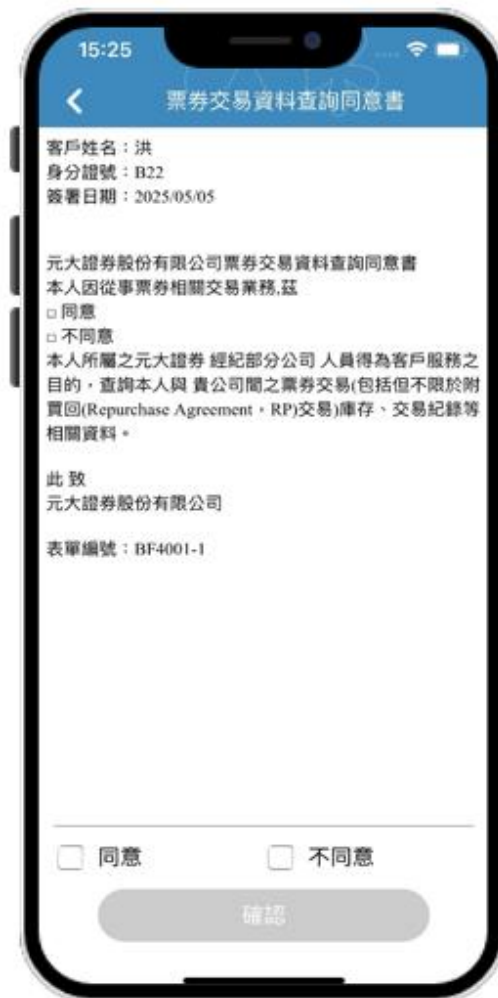 15:25
票券交易資料查詢同意書
客戶姓名：洪
身分證號：B22
簽署日期：2025/05/05
元大證券股份有限公司票券交易資料查詢同意書
本人因從事票券相關交易業務,茲
□ 同意
□ 不同意
本人所屬之元大證券 經紀部分公司 人員得為客戶服務之
目的，查詢本人與 貴公司間之票券交易(包括但不限於附
買回(Repurchase Agreement，RP)交易)庫存、交易紀錄等
相關資料。
此 致
元大證券股份有限公司
表單編號：BF4001-1
同意
不同意
確認